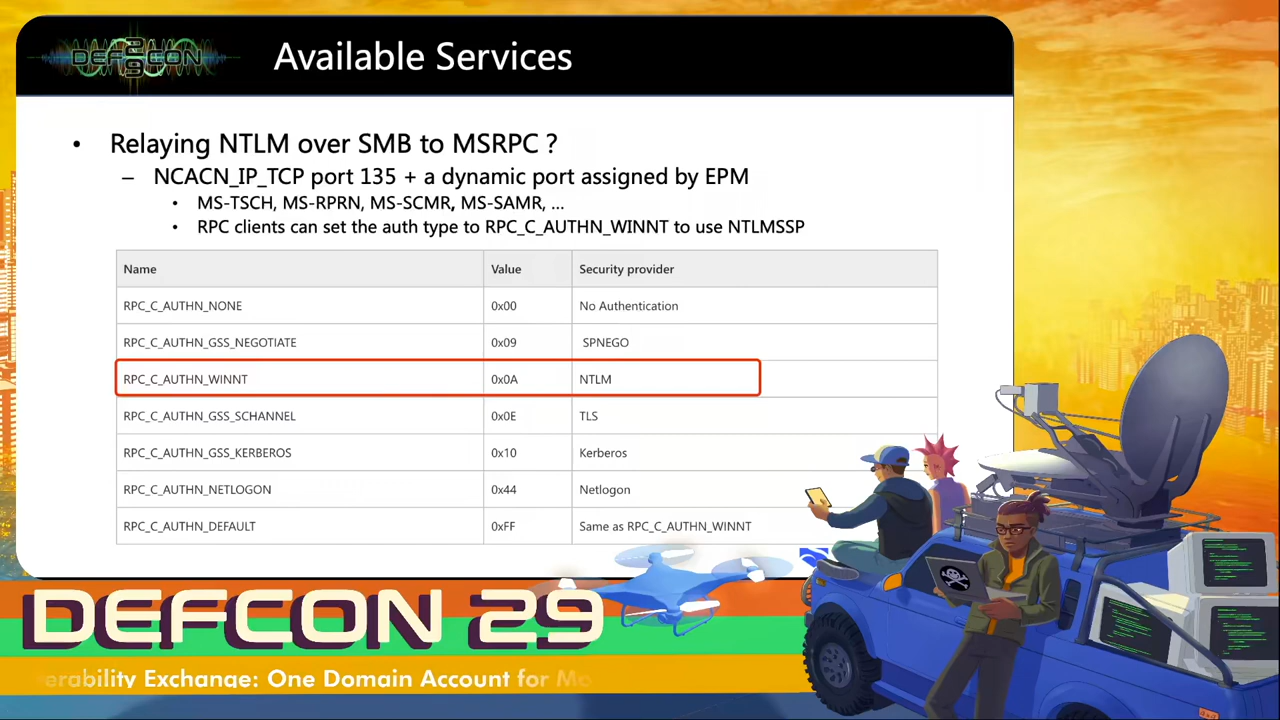 DEFCON
29
Available Services
• Relaying NTLM over SMB to MSRPC ?
– NCACN_IP_TCP port 135 + a dynamic port assigned by EPM
• MS-TSCH, MS-RPRN, MS-SCMR, MS-SAMR, ...
• RPC clients can set the auth type to RPC_C_AUTHN_WINNT to use NTLMSSP
Name Value Security provider
RPC_C_AUTHN_NONE 0x00 No Authentication
RPC_C_AUTHN_GSS_NEGOTIATE 0x09 SPNEGO
RPC_C_AUTHN_WINNT 0x0A NTLM
RPC_C_AUTHN_GSS_SCHANNEL 0x0E TLS
RPC_C_AUTHN_GSS_KERBEROS 0x10 Kerberos
RPC_C_AUTHN_NETLOGON 0x44 Netlogon
RPC_C_AUTHN_DEFAULT 0xFF Same as RPC_C_AUTHN_WINNT
DEFCON 29
erability Exchange: One Domain Account for Mo